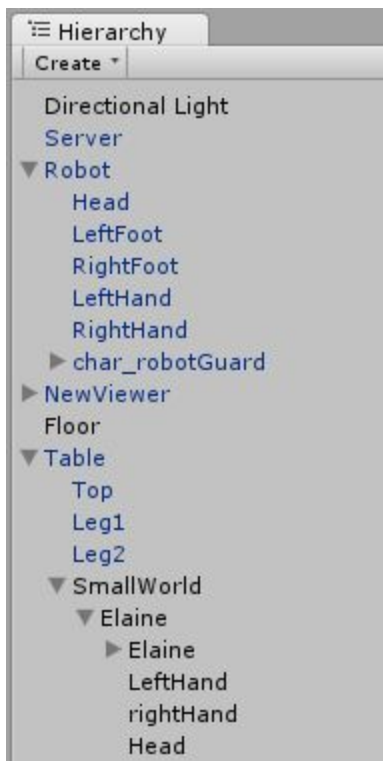 Hierarchy
Create
Directional Light
Server
Robot
Head
LeftFoot
RightFoot
LeftHand
RightHand
char_robotGuard
NewViewer
Floor
Table
Top
Leg1
Leg2
SmallWorld
Elaine
Elaine
LeftHand
rightHand
Head